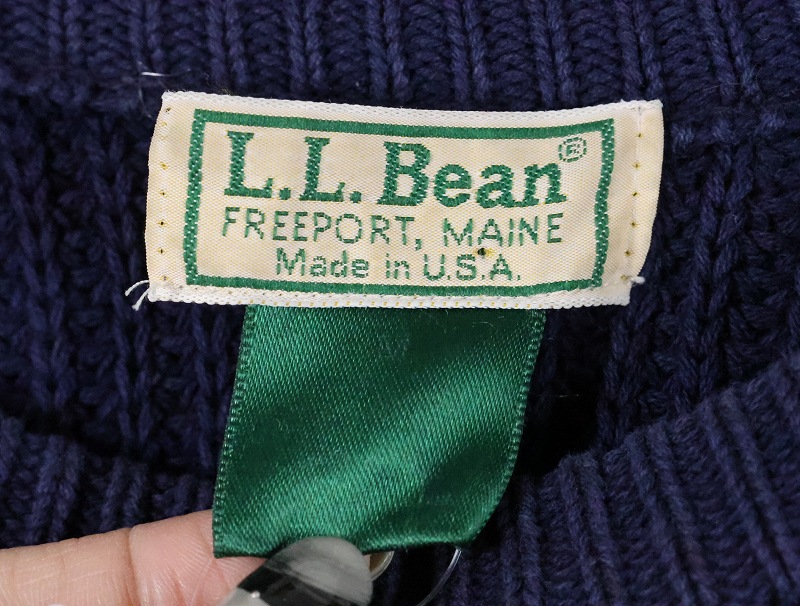 L.L.Bean®
FREEPORT, MAINE
Made in U.S.A.